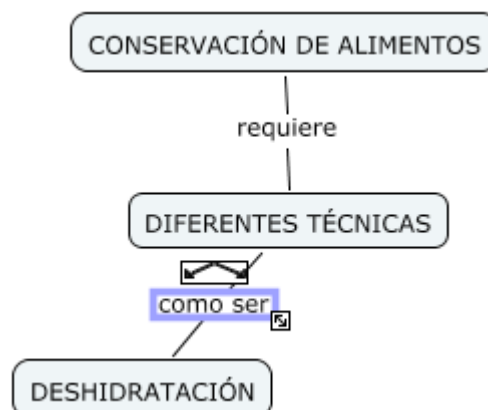 CONSERVACIÓN DE ALIMENTOS
requiere
DIFERENTES TÉCNICAS
como ser
DESHIDRATACIÓN